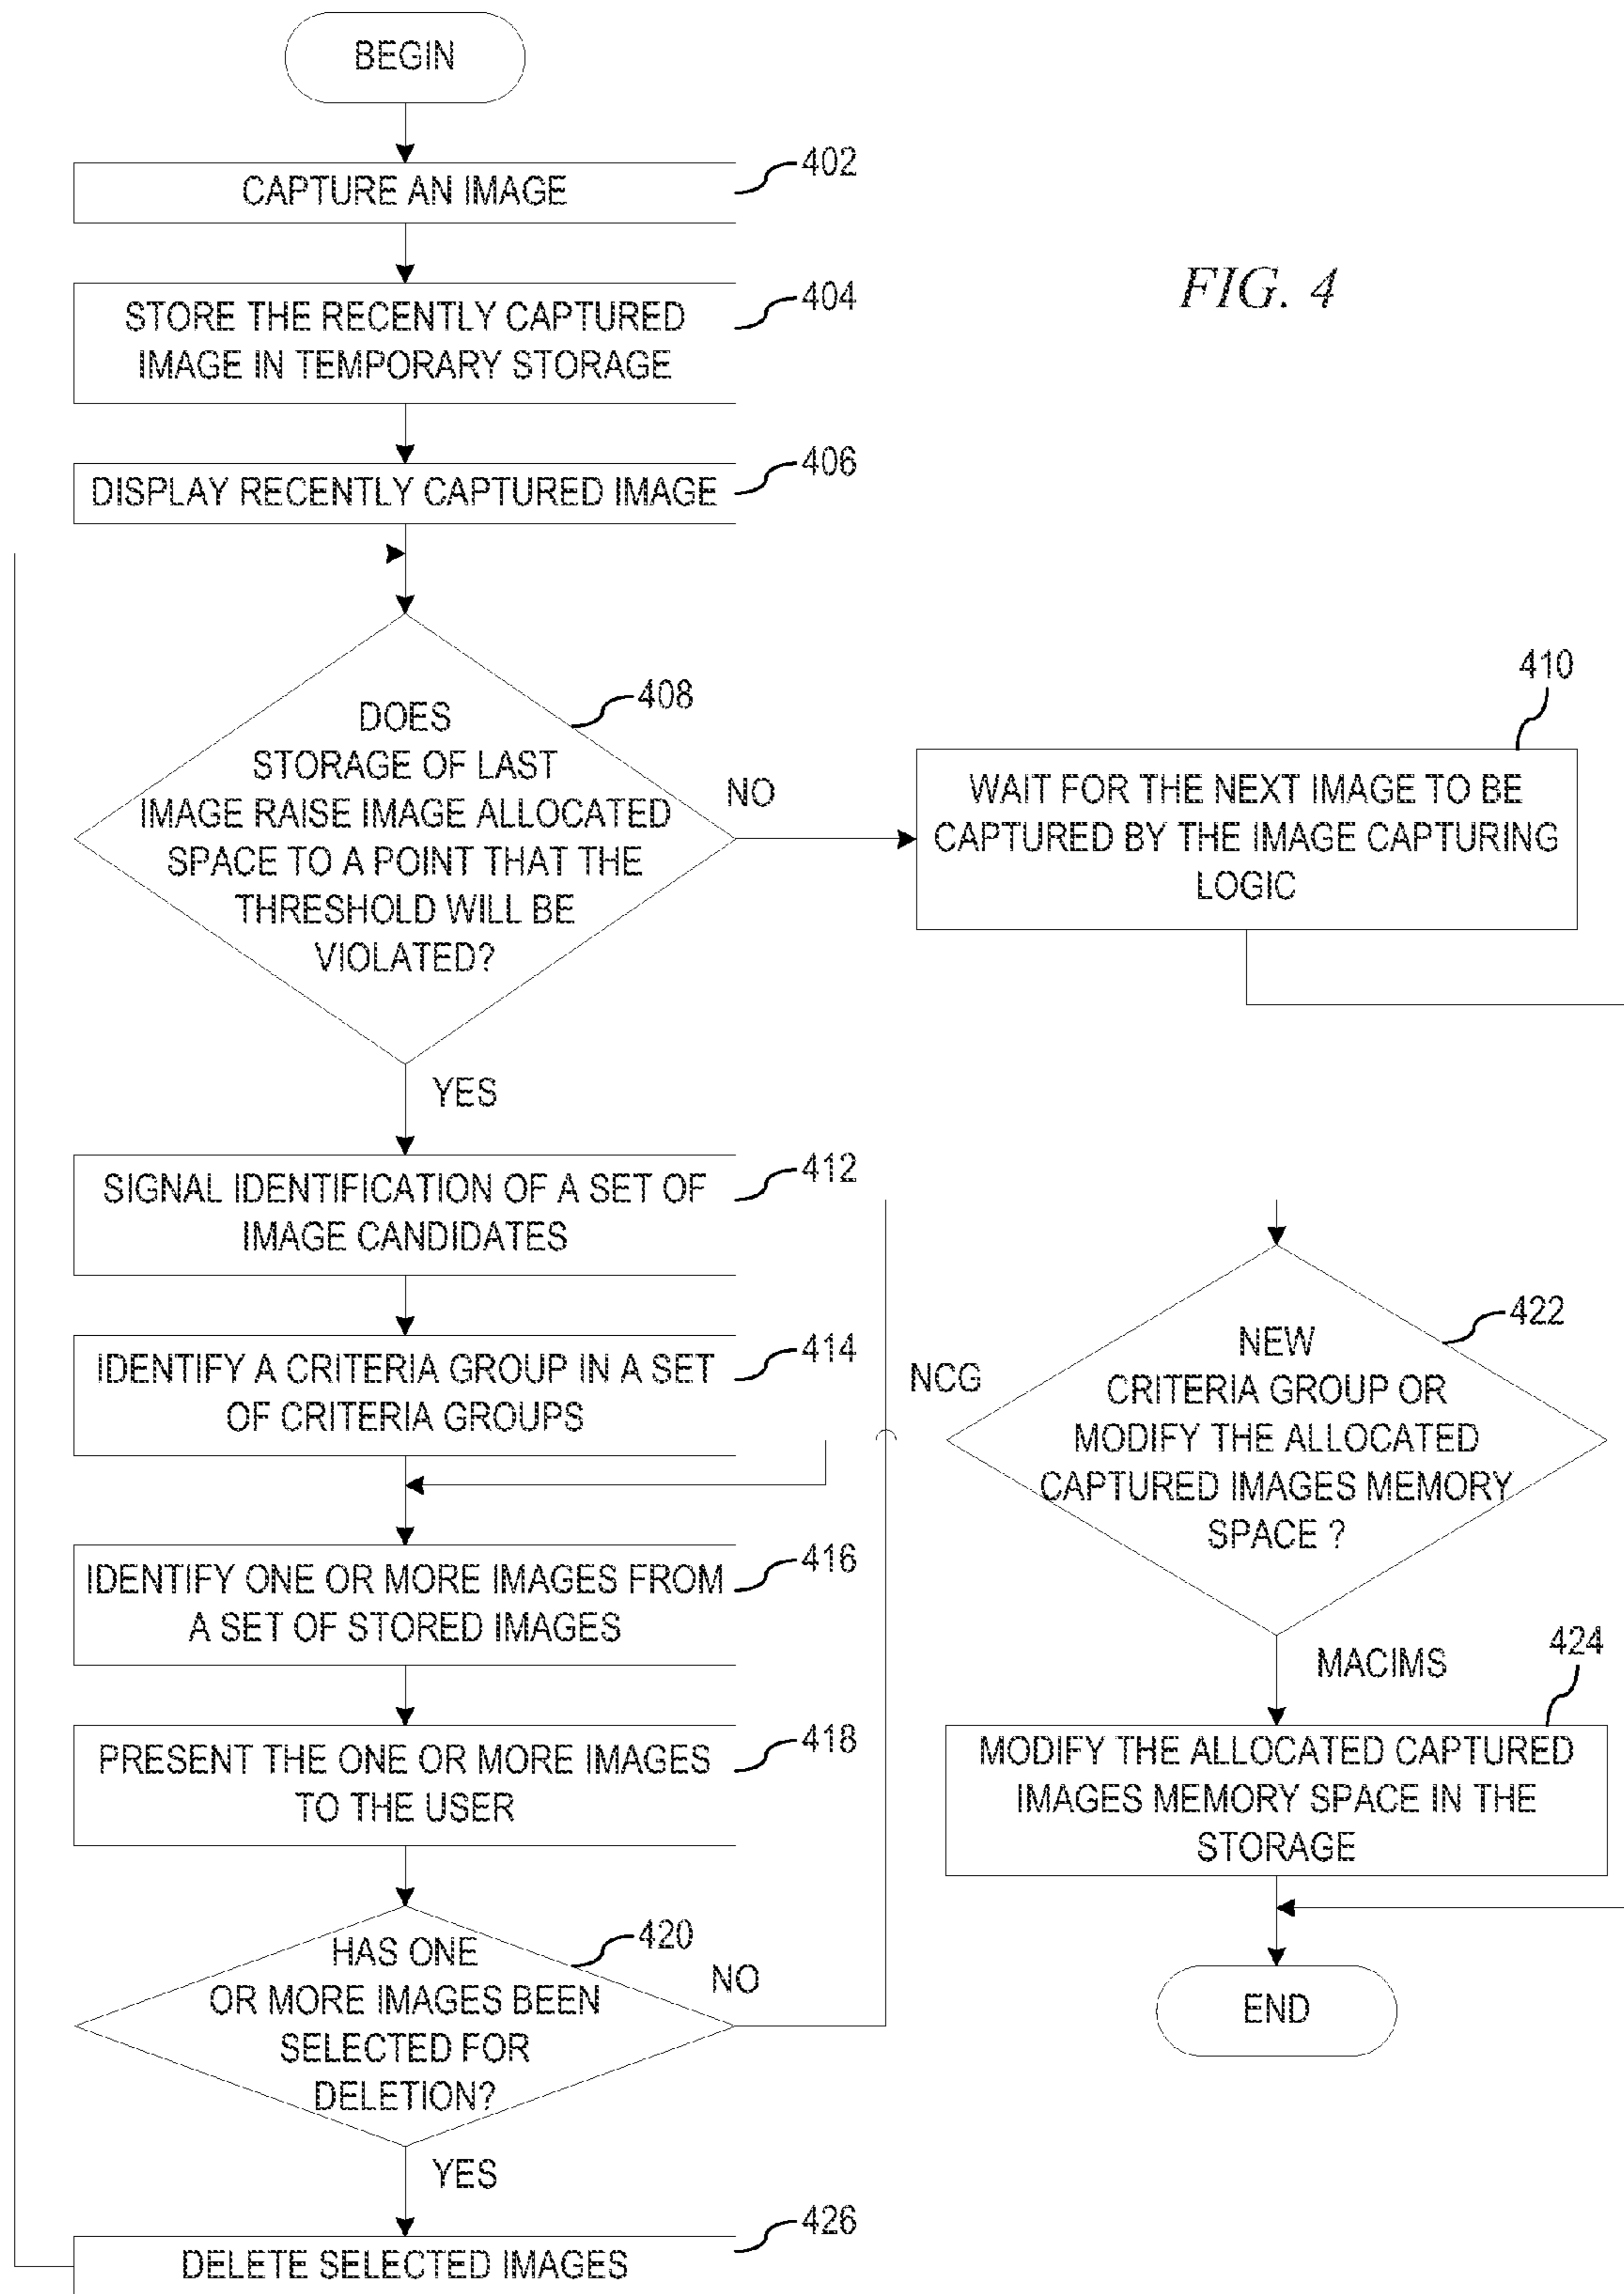 BEGIN
402
CAPTURE AN IMAGE
FIG. 4
404
STORE THE RECENTLY CAPTURED
IMAGE IN TEMPORARY STORAGE
406
DISPLAY RECENTLY CAPTURED IMAGE
408
DOES
STORAGE OF LAST
IMAGE RAISE IMAGE ALLOCATED
SPACE TO A POINT THAT THE
THRESHOLD WILL BE
VIOLATED?
NO
410
WAIT FOR THE NEXT IMAGE TO BE
CAPTURED BY THE IMAGE CAPTURING
LOGIC
YES
412
SIGNAL IDENTIFICATION OF A SET OF
IMAGE CANDIDATES
414
IDENTIFY A CRITERIA GROUP IN A SET
OF CRITERIA GROUPS
416
IDENTIFY ONE OR MORE IMAGES FROM
A SET OF STORED IMAGES
418
PRESENT THE ONE OR MORE IMAGES
TO THE USER
420
HAS ONE
OR MORE IMAGES BEEN
SELECTED FOR
DELETION?
NO
NCG
422
NEW
CRITERIA GROUP OR
MODIFY THE ALLOCATED
CAPTURED IMAGES MEMORY
SPACE ?
MACIMS
424
MODIFY THE ALLOCATED CAPTURED
IMAGES MEMORY SPACE IN THE
STORAGE
END
YES
426
DELETE SELECTED IMAGES